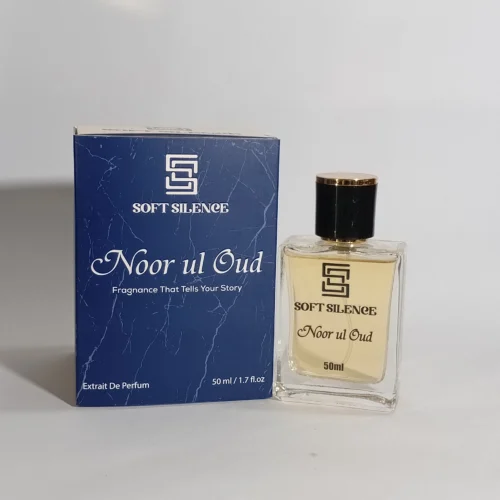 SOFT SILENCE
Noor ul Oud
Fragrance That Tells Your Story
Extrait De Perfum
50 ml / 1.7 fl.oz
SOFT SILENCE
Noor ul Oud
50ml